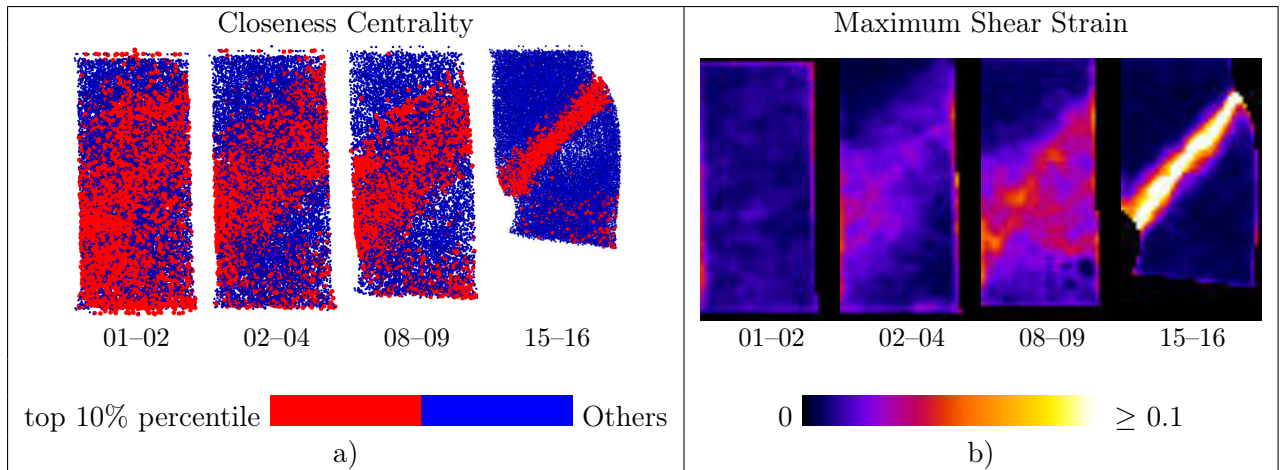 Closeness Centrality
01–02 02–04 08–09 15–16
top 10% percentile Others
a)
Maximum Shear Strain
01–02 02–04 08–09 15–16
0 ≥ 0.1
b)